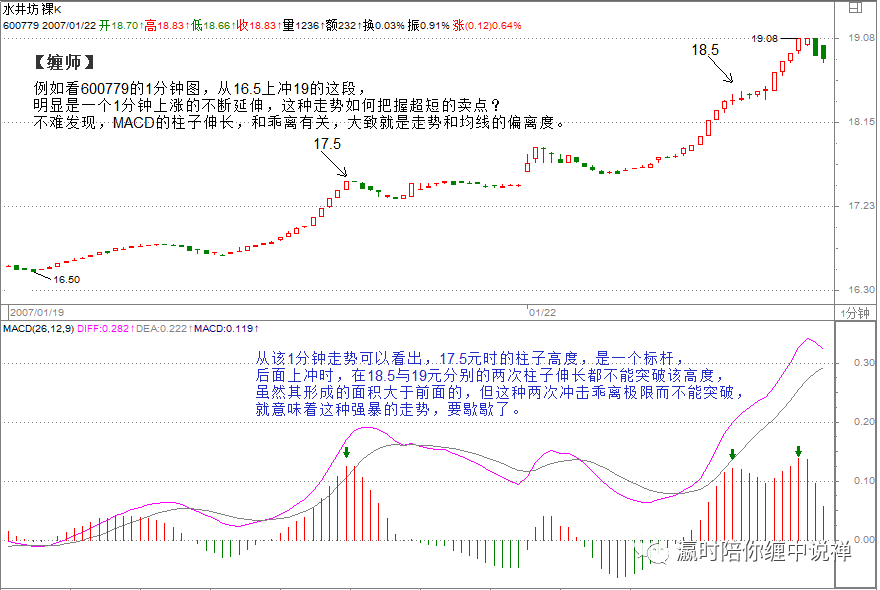 水井坊 裸K
600779 2007/01/22 开18.70↑高18.83↑低18.66↑收18.83↑量1236↑额232↑换0.03% 振0.91% 涨(0.12)0.64%
【缠师】
例如看600779的1分钟图，从16.5上冲19的这段，
明显是一个1分钟上涨的不断延伸，这种走势如何把握超短的卖点？
不难发现，MACD的柱子伸长，和乖离有关，大致就是走势和均线的偏离度。
17.5
18.5
19.08
16.50
19.08
18.15
17.23
16.30
2007/01/19
01/22
1分钟
MACD(26,12,9) DIFF:0.282↑DEA:0.222↑MACD:0.119↑
从该1分钟走势可以看出，17.5元时的柱子高度，是一个标杆，
后面上冲时，在18.5与19元分别的两次柱子伸长都不能突破该高度，
虽然其形成的面积大于前面的，但这种两次冲击乖离极限而不能突破，
就意味着这种强暴的走势，要歇歇了。
0.30
0.20
0.10
0.00
瀛时陪你缠中说禅